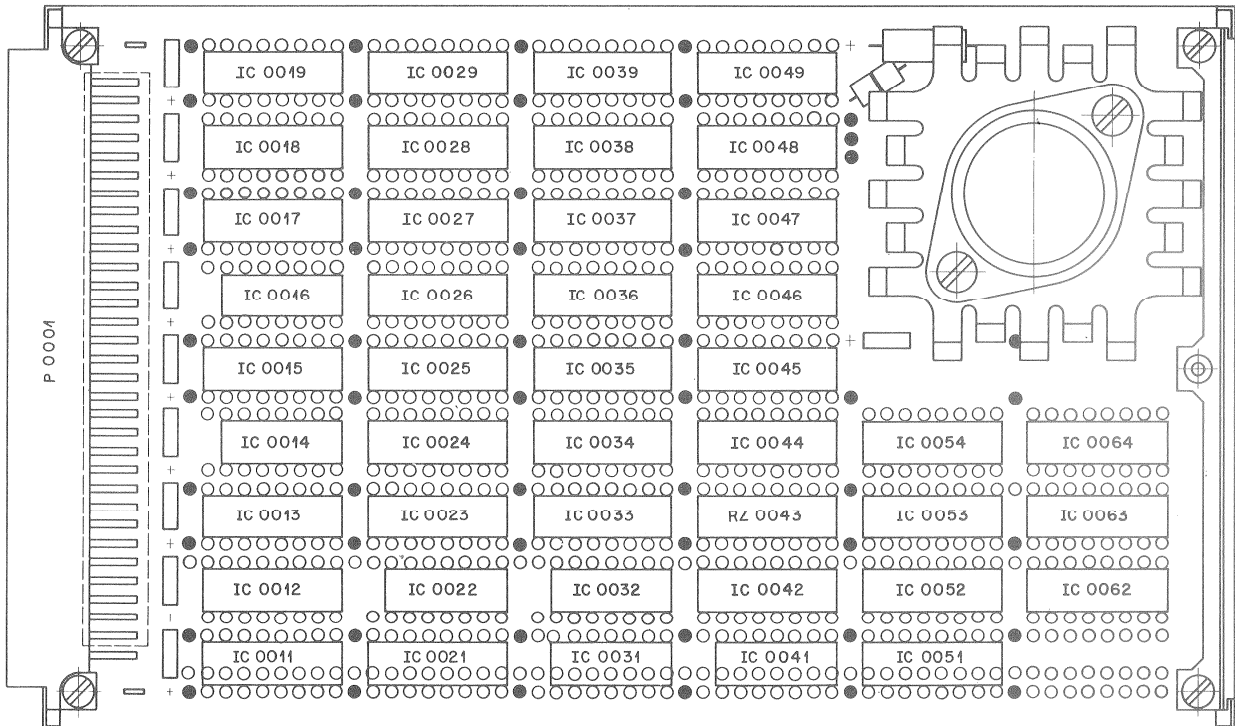 IC 0019 IC 0029 IC 0039 IC 0049
IC 0018 IC 0028 IC 0038 IC 0048
IC 0017 IC 0027 IC 0037 IC 0047
IC 0016 IC 0026 IC 0036 IC 0046
P 0001
IC 0015 IC 0025 IC 0035 IC 0045
IC 0014 IC 0024 IC 0034 IC 0044 IC 0054 IC 0064
IC 0013 IC 0023 IC 0033 RZ 0043 IC 0053 IC 0063
IC 0012 IC 0022 IC 0032 IC 0042 IC 0052 IC 0062
IC 0011 IC 0021 IC 0031 IC 0041 IC 0051